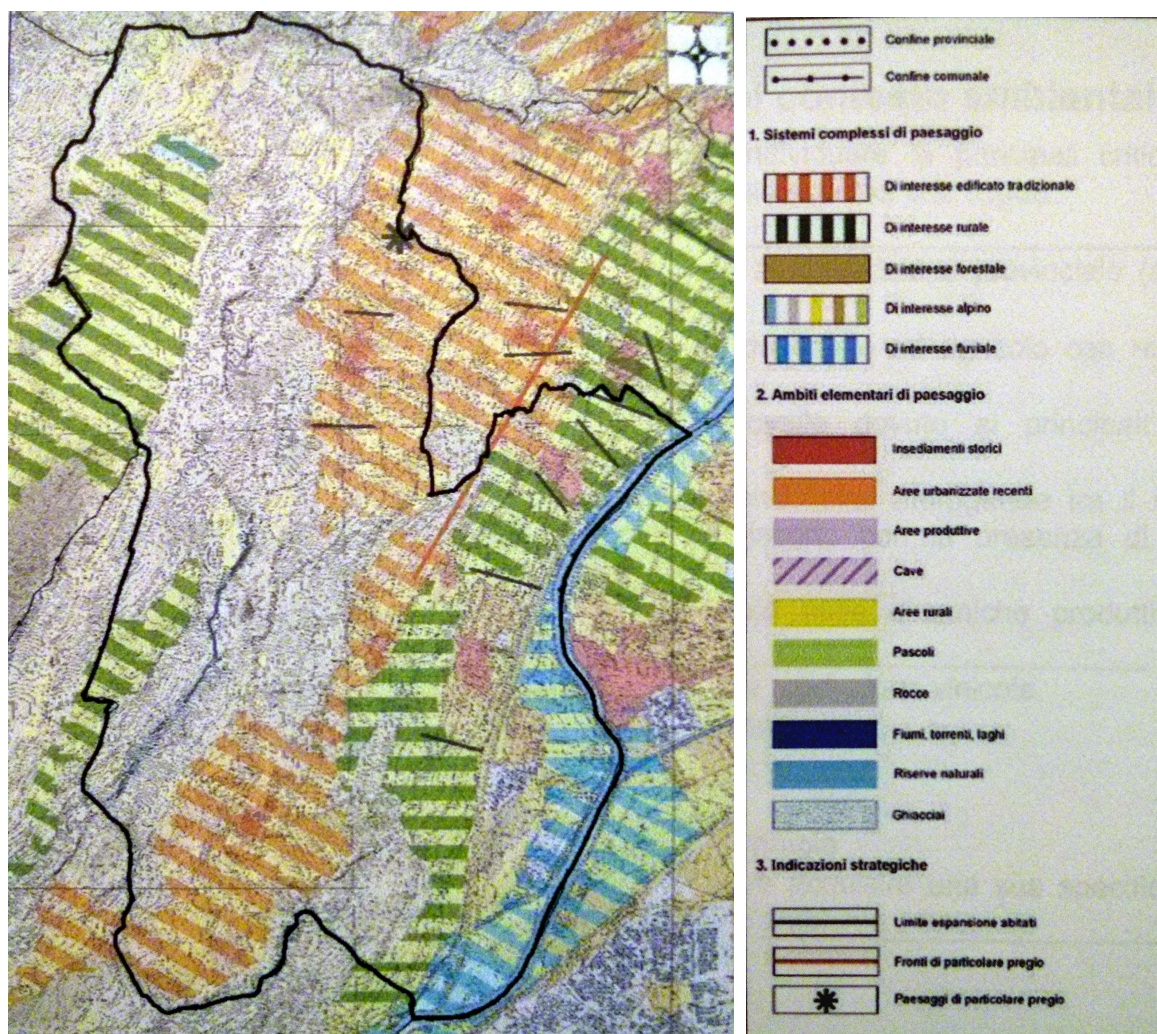 Confine provinciale
Confine comunale
1. Sistemi complessi di paesaggio
Di interesse edificato tradizionale
Di interesse rurale
Di interesse forestale
Di interesse alpino
Di interesse fluviale
2. Ambiti elementari di paesaggio
Insediamenti storici
Aree urbanizzate recenti
Aree produttive
Cave
Aree rurali
Pascoli
Rocce
Fiumi, torrenti, laghi
Riserve naturali
Ghiacciai
3. Indicazioni strategiche
Limite espansione abitati
Fronti di particolare pregio
Paesaggi di particolare pregio